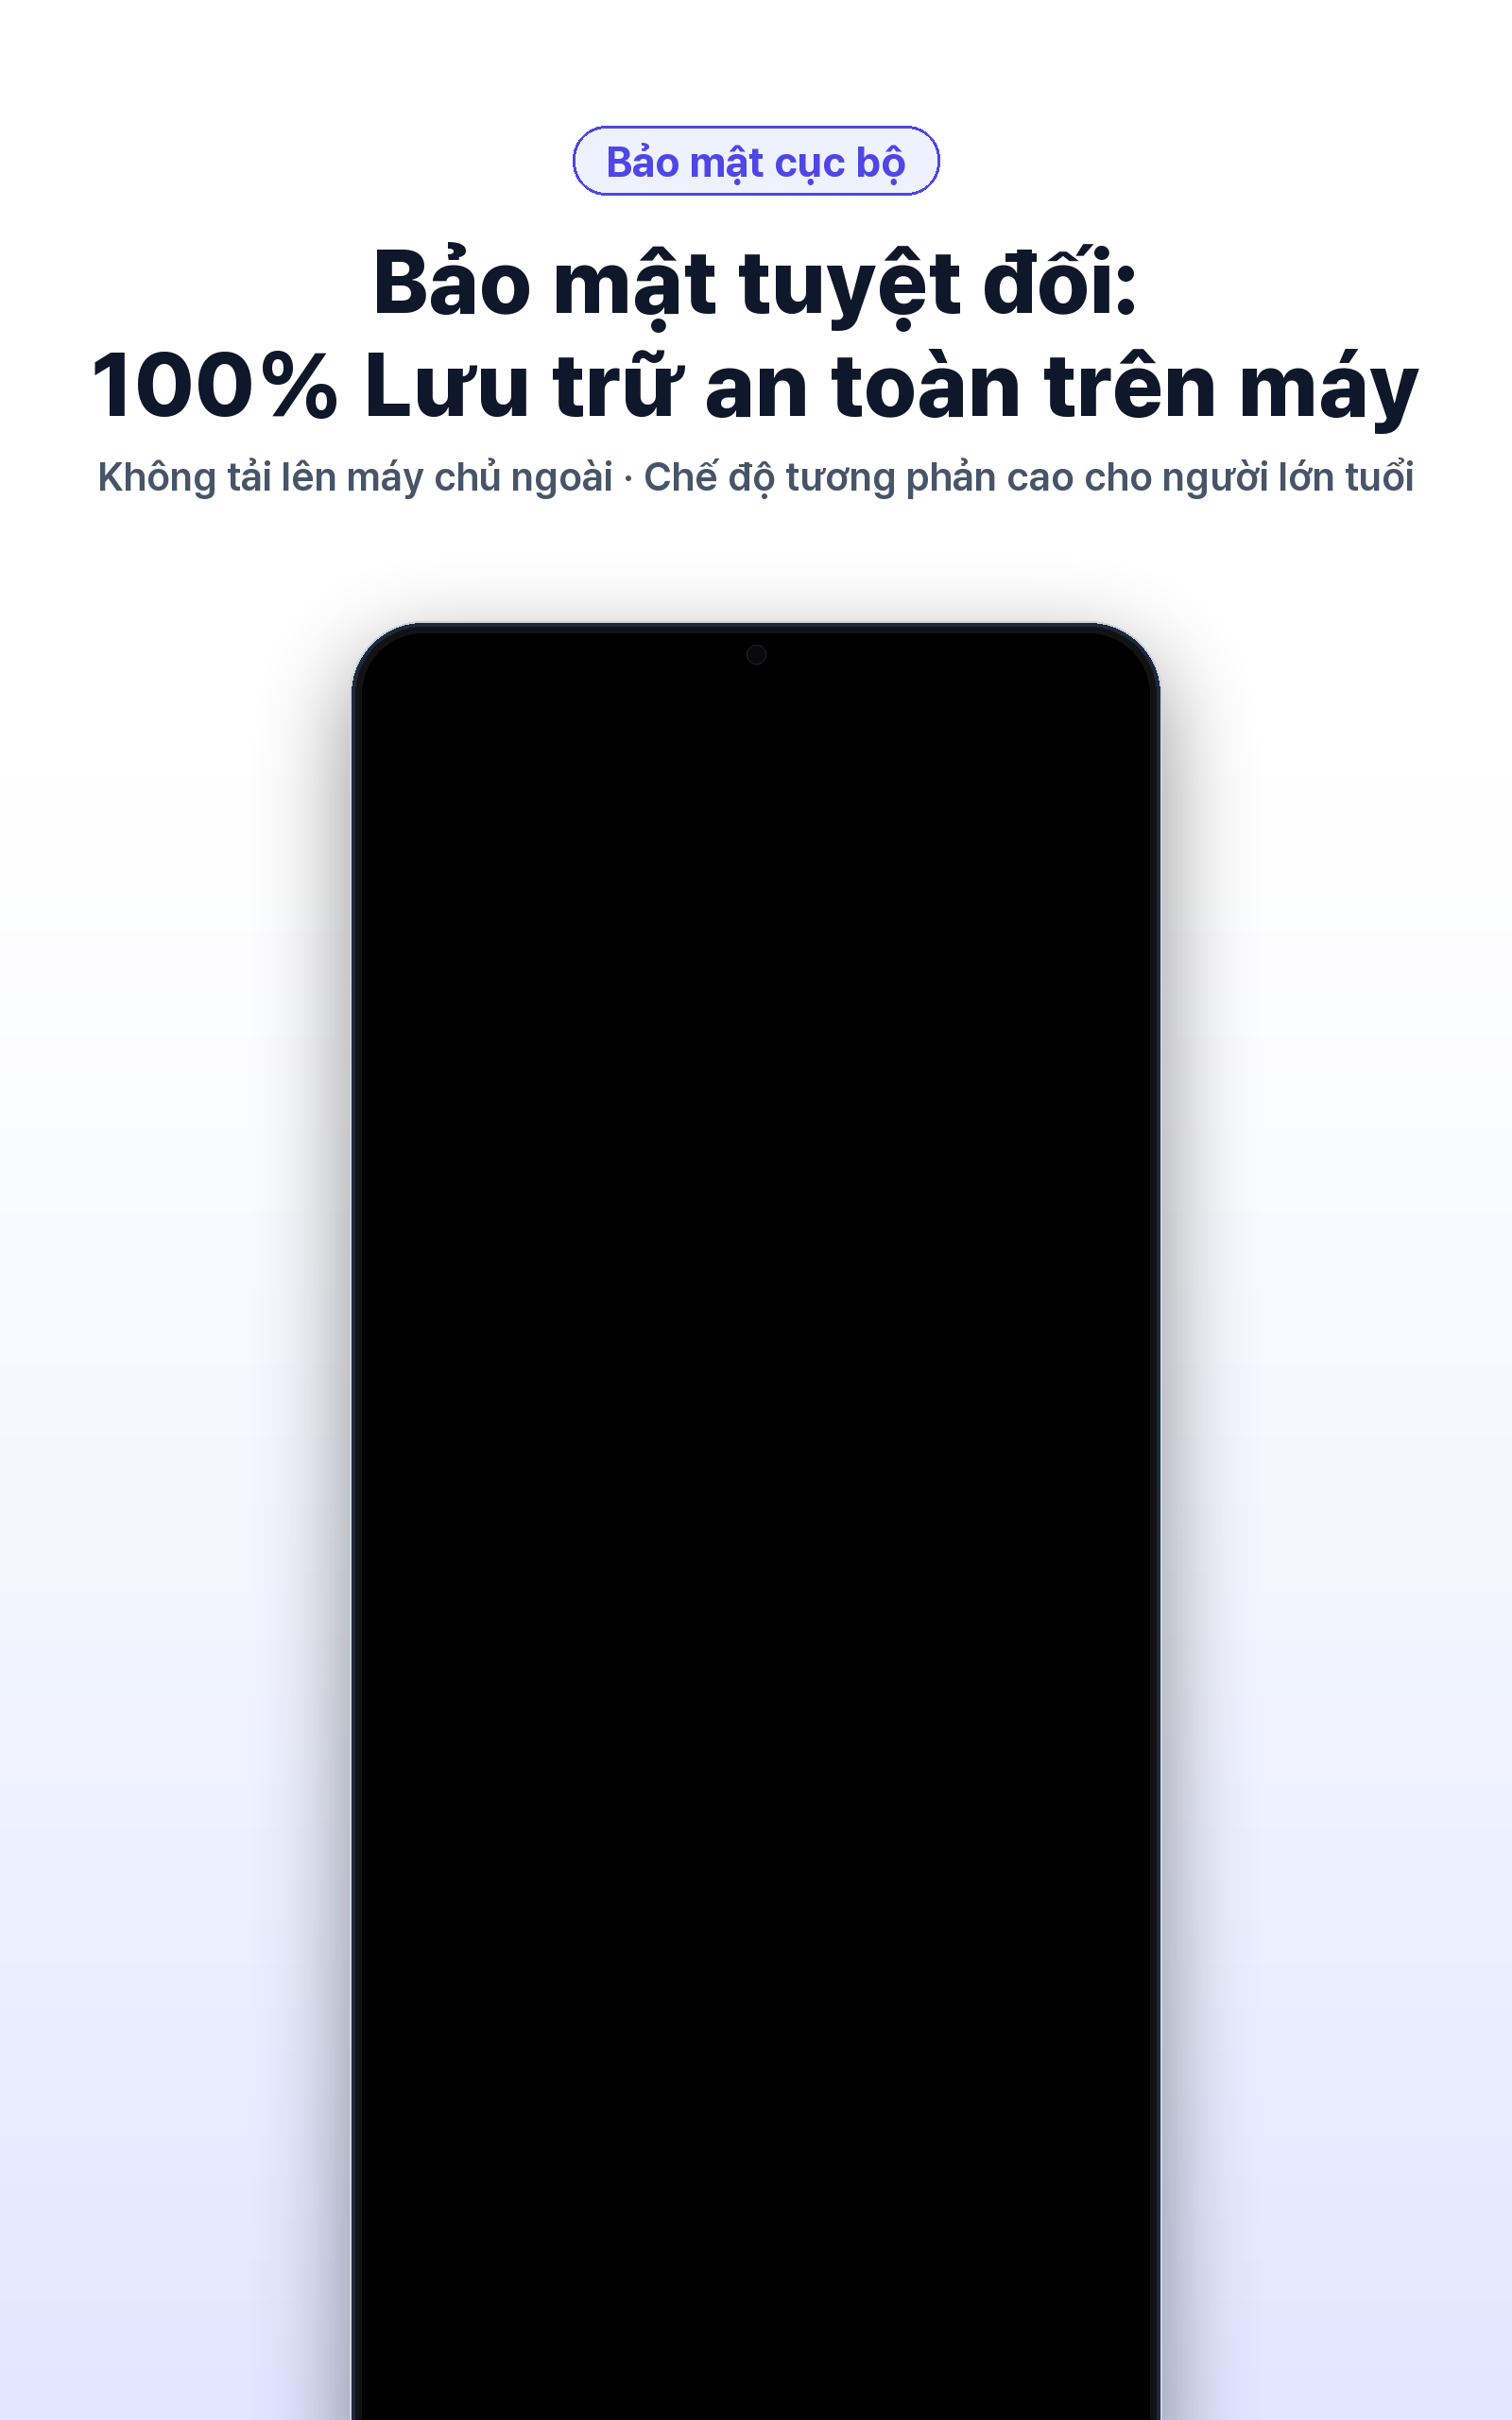 Bảo mật cục bộ
Bảo mật tuyệt đối:
100% Lưu trữ an toàn trên máy
Không tải lên máy chủ ngoài · Chế độ tương phản cao cho người lớn tuổi